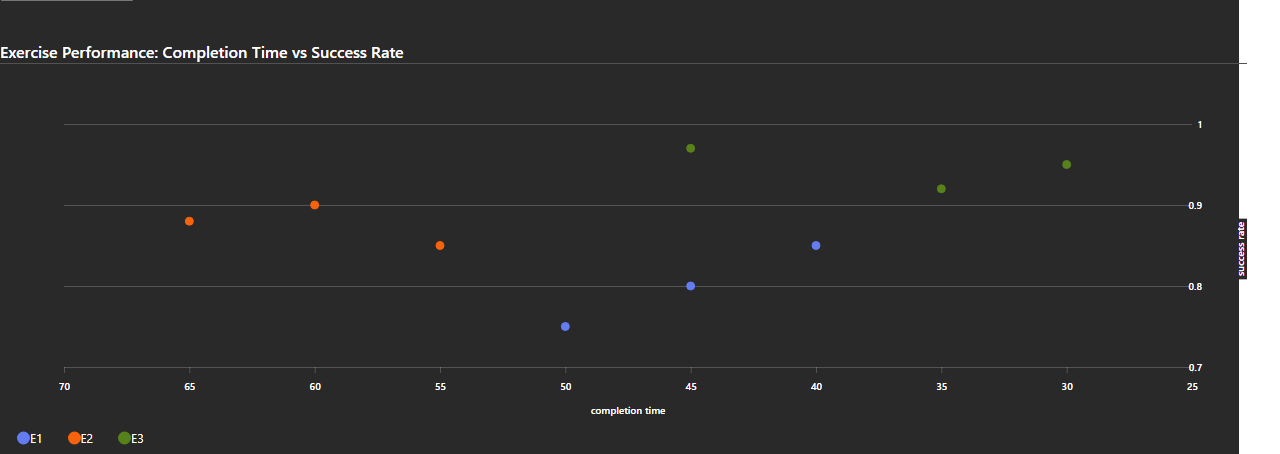 Exercise Performance: Completion Time vs Success Rate
1
0.9
success rate
0.8
0.7
70 65 60 55 50 45 40 35 30 25
completion time
E1 E2 E3